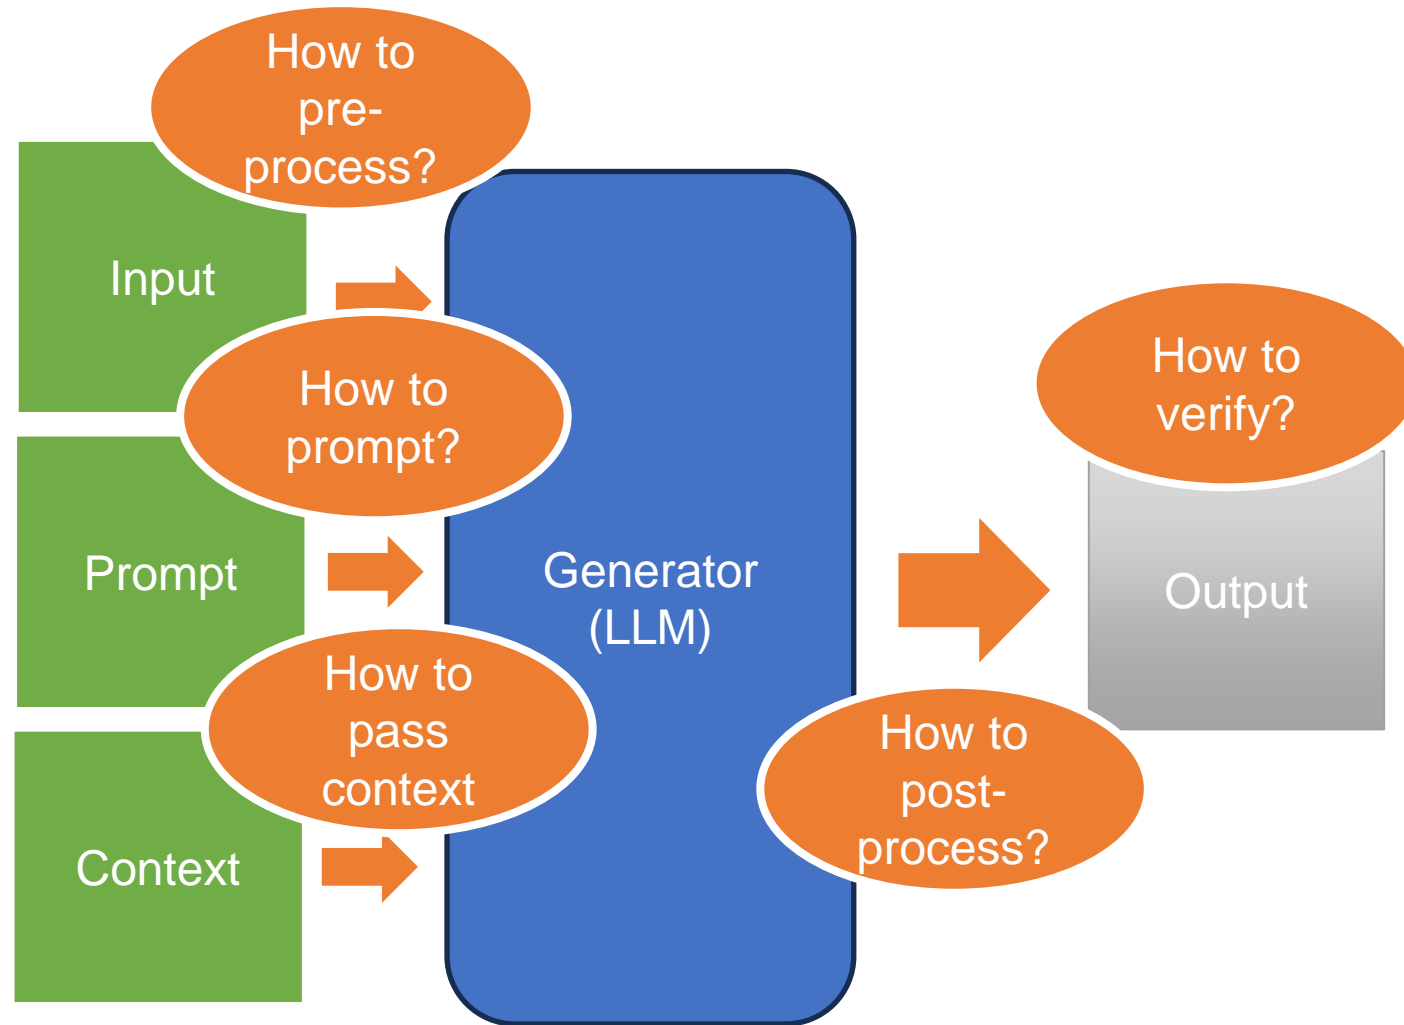 How to
pre-
process?
Input
How to
prompt?
Prompt
How to
pass
context
Context
Generator
(LLM)
How to
verify?
Output
How to
post-
process?